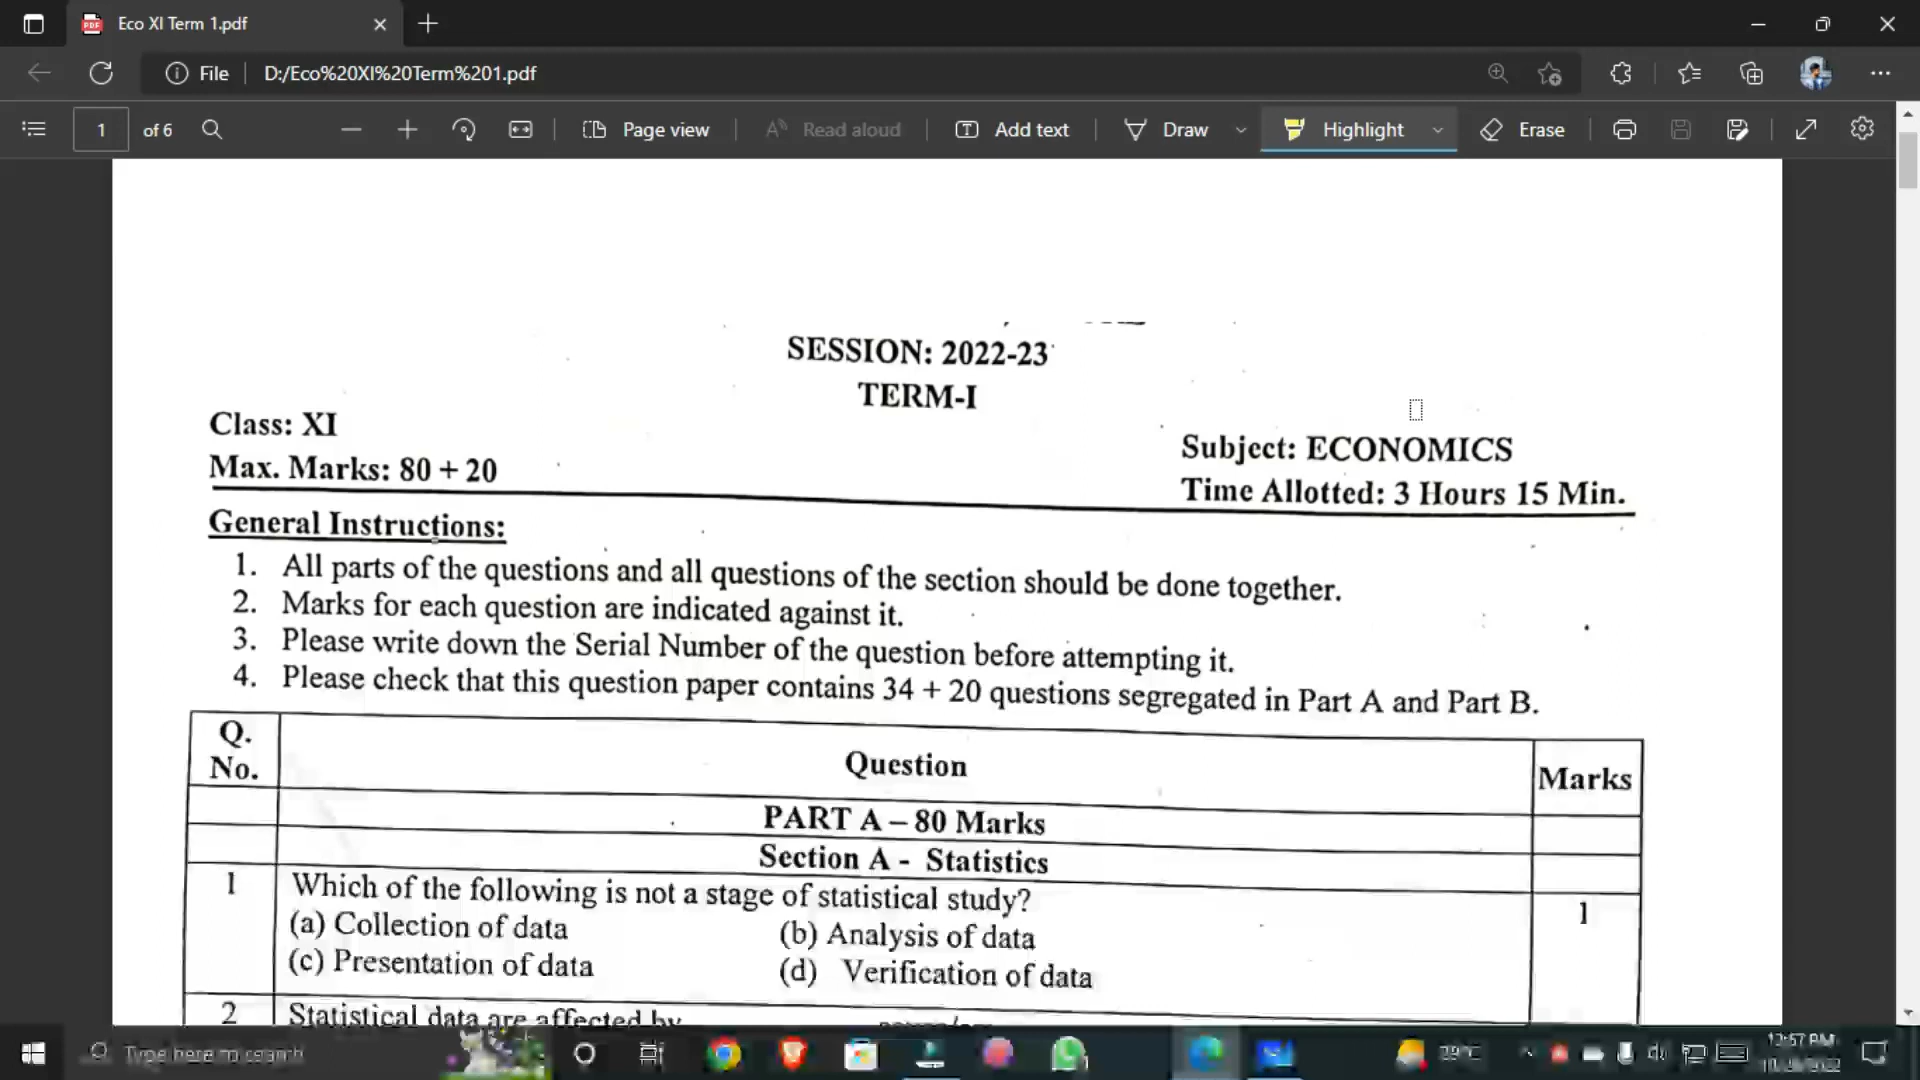 Eco XI Term 1.pdf
File D:/Eco%20XI%20Term%201.pdf
1 of 6 Page view Read aloud Add text Draw Highlight Erase
SESSION: 2022-23
TERM-I
Class: XI
Subject: ECONOMICS
Max. Marks: 80 + 20
Time Allotted: 3 Hours 15 Min.
General Instructions:
1. All parts of the questions and all questions of the section should be done together.
2. Marks for each question are indicated against it.
3. Please write down the Serial Number of the question before attempting it.
4. Please check that this question paper contains 34 + 20 questions segregated in Part A and Part B.
Q. No. Question Marks
PART A – 80 Marks
Section A - Statistics
1 Which of the following is not a stage of statistical study? 1
(a) Collection of data (b) Analysis of data
(c) Presentation of data (d) Verification of data
2 Statistical data are affected by
Type here to search